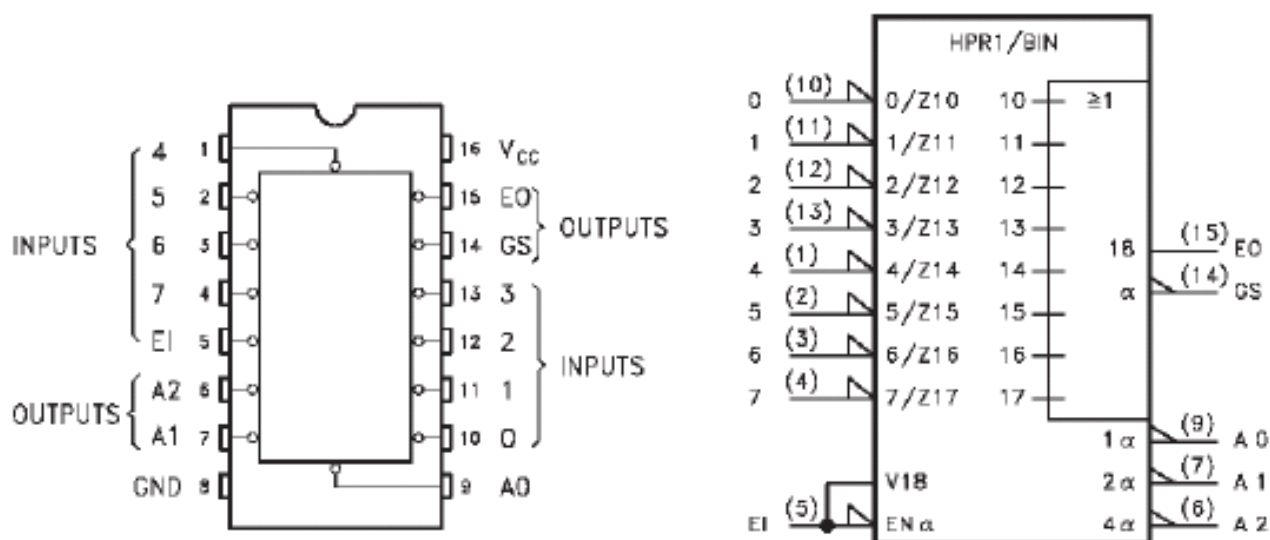 4 1 16 VCC
5 2 15 EO
INPUTS 6 3 14 GS OUTPUTS
7 4 13 3
EI 5 12 2 INPUTS
A2 6 11 1
OUTPUTS A1 7 10 0
GND 8 9 A0
HPR1/BIN
0 (10) 0/Z10 10 ≥1
1 (11) 1/Z11 11
2 (12) 2/Z12 12
3 (13) 3/Z13 13
18 (15) EO
4 (1) 4/Z14 14
α (14) GS
5 (2) 5/Z15 15
6 (3) 6/Z16 16
7 (4) 7/Z17 17
1α (9) A0
V18 2α (7) A1
EI (5) ENα 4α (6) A2